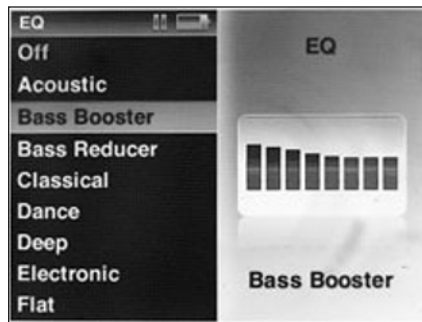 EQ
Off
Acoustic
Bass Booster
Bass Reducer
Classical
Dance
Deep
Electronic
Flat
EQ
Bass Booster